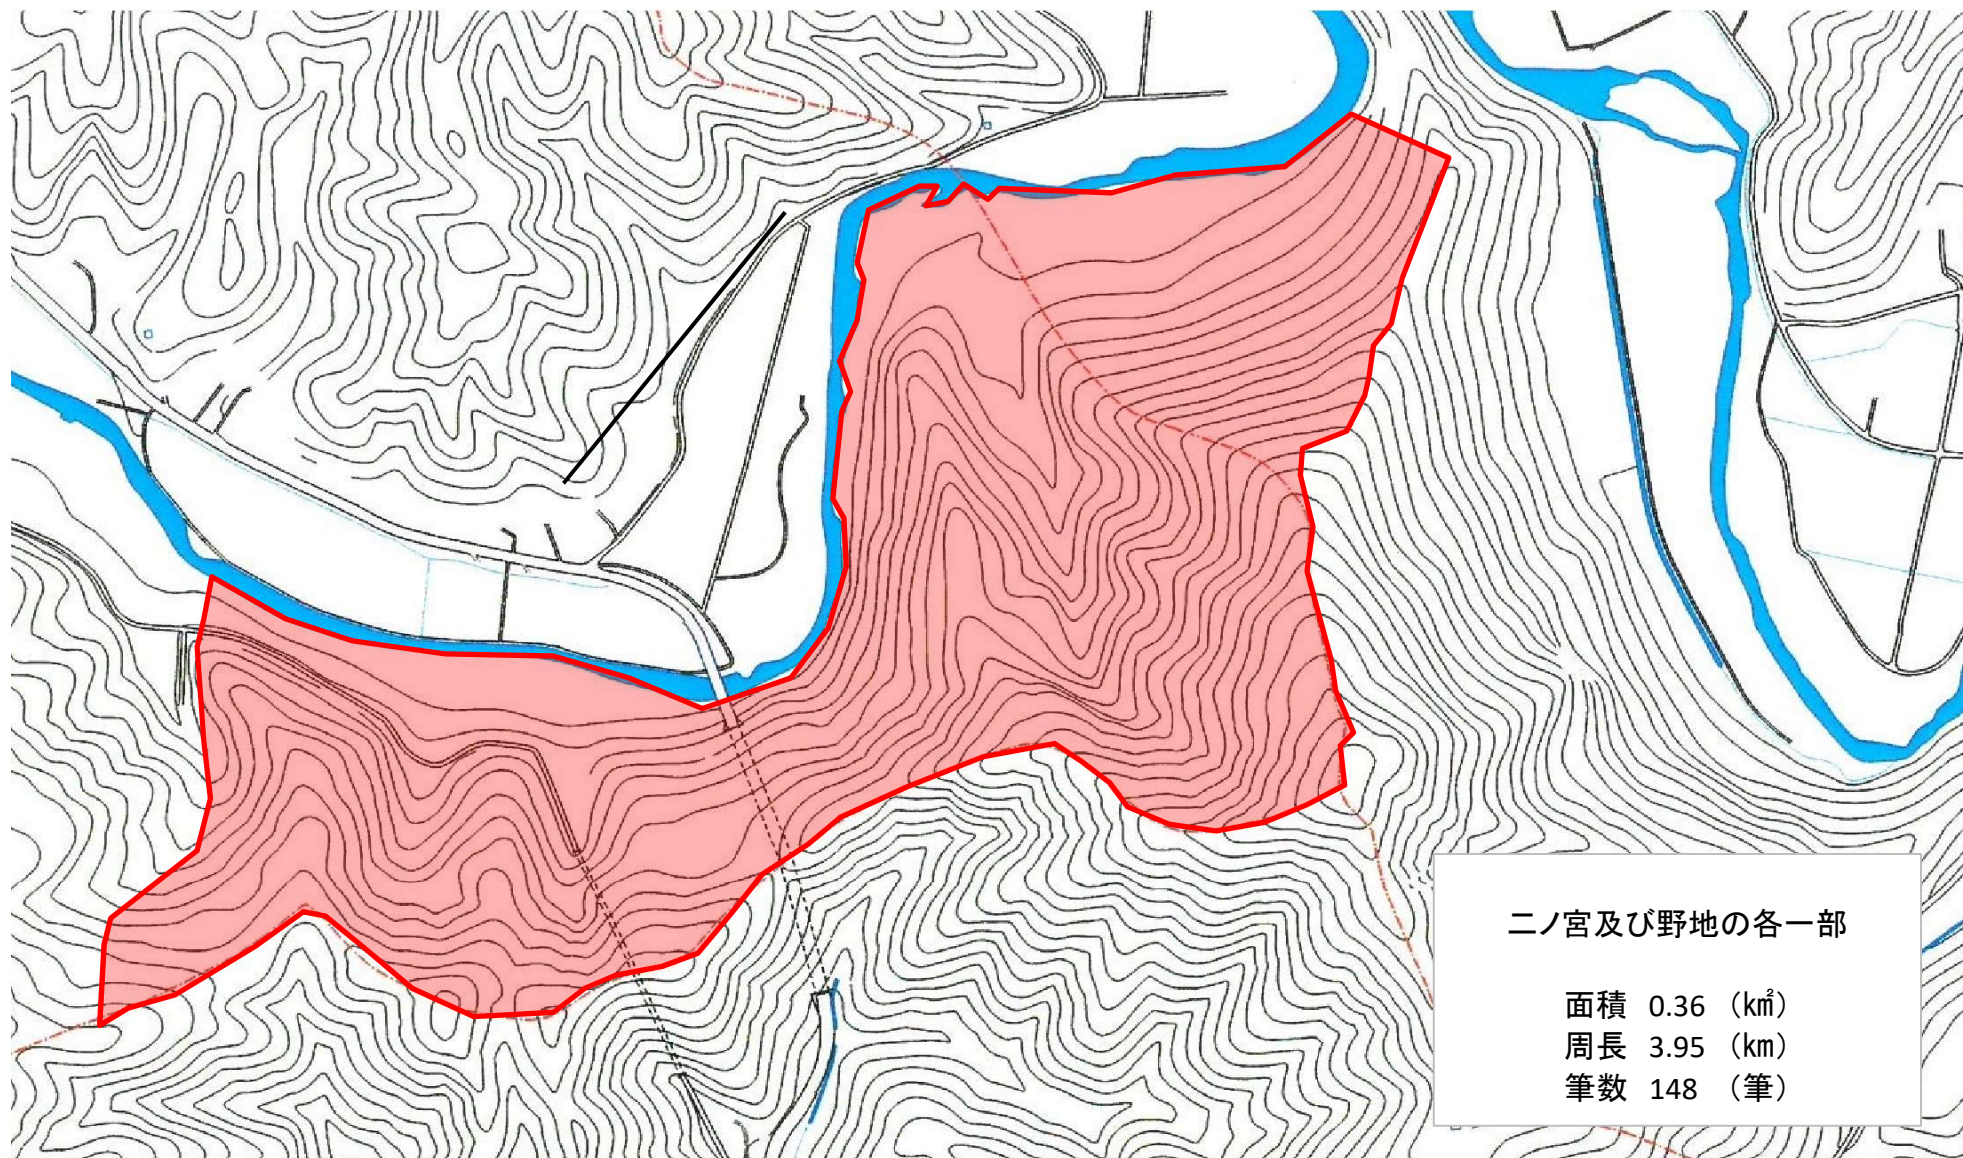 二ノ宮及び野地の各一部
面積 0.36 （k㎡）
周長 3.95 （km）
筆数 148 （筆）